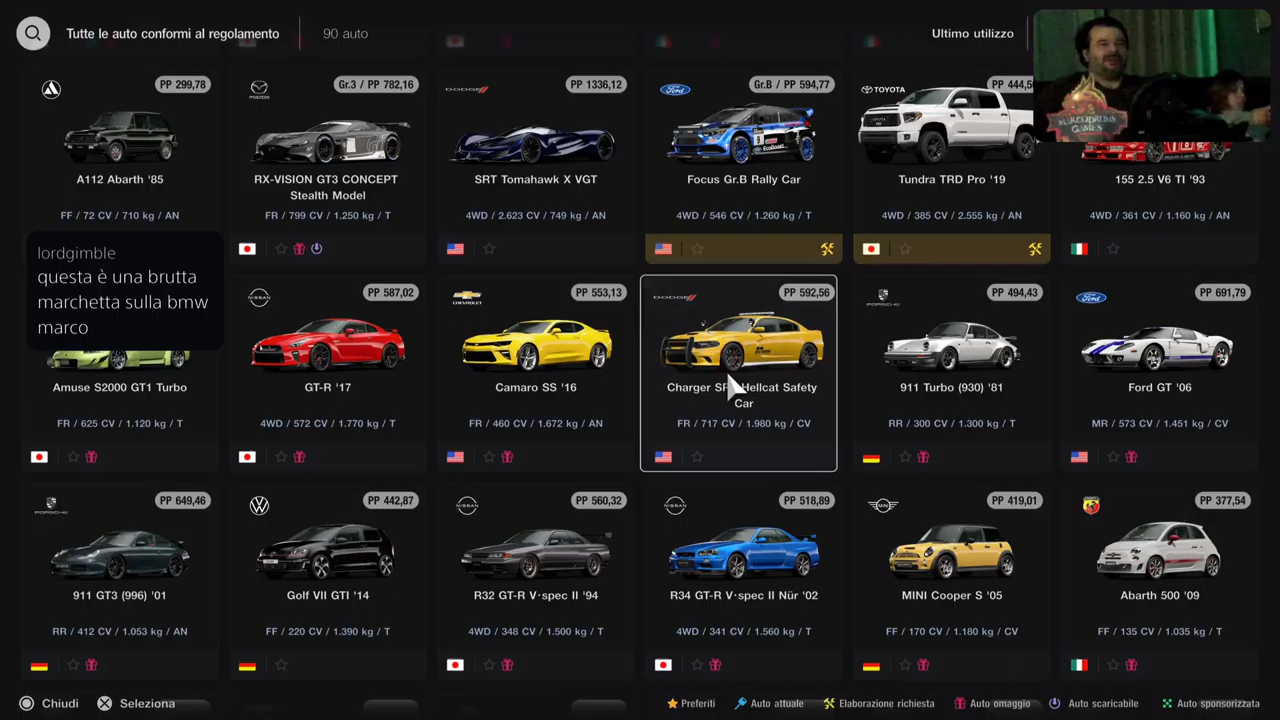 Tutte le auto conformi al regolamento
90 auto
Ultimo utilizzo
PP 299,78
A112 Abarth '85
FF / 72 CV / 710 kg / AN
mazda
Gr.3 / PP 782,16
RX-VISION GT3 CONCEPT
Stealth Model
FR / 799 CV / 1.250 kg / T
DODGE
PP 1336,12
SRT Tomahawk X VGT
4WD / 2.623 CV / 749 kg / AN
Ford
Gr.B / PP 594,77
Focus Gr.B Rally Car
4WD / 546 CV / 1.260 kg / T
TOYOTA
Tundra TRD Pro '19
4WD / 385 CV / 2.555 kg / AN
MARCODRUMS
GAMES
155 2.5 V6 TI '93
4WD / 361 CV / 1.160 kg / AN
lordgimble
questa è una brutta
marchetta sulla bmw
marco
Amuse S2000 GT1 Turbo
FR / 625 CV / 1.120 kg / T
NISSAN
PP 587,02
GT-R '17
4WD / 572 CV / 1.770 kg / T
CHEVROLET
PP 553,13
Camaro SS '16
FR / 460 CV / 1.672 kg / AN
DODGE
PP 592,56
Hellcat Safety
Car
FR / 717 CV / 1.980 kg / CV
PORSCHE
PP 494,43
911 Turbo (930) '81
RR / 300 CV / 1.300 kg / T
Ford
PP 691,79
Ford GT '06
MR / 573 CV / 1.451 kg / CV
PORSCHE
PP 649,46
911 GT3 (996) '01
RR / 412 CV / 1.053 kg / AN
PP 442,87
Golf VII GTI '14
FF / 220 CV / 1.390 kg / T
NISSAN
PP 560,32
R32 GT-R V·spec II '94
4WD / 348 CV / 1.500 kg / T
NISSAN
PP 518,89
R34 GT-R V·spec II Nür '02
4WD / 341 CV / 1.560 kg / T
MINI
PP 419,01
MINI Cooper S '05
FF / 170 CV / 1.180 kg / CV
PP 377,54
Abarth 500 '09
FF / 135 CV / 1.035 kg / T
Chiudi
Seleziona
Preferiti
Auto attuale
Elaborazione richiesta
Auto omaggio
Auto scaricabile
Auto sponsorizzata